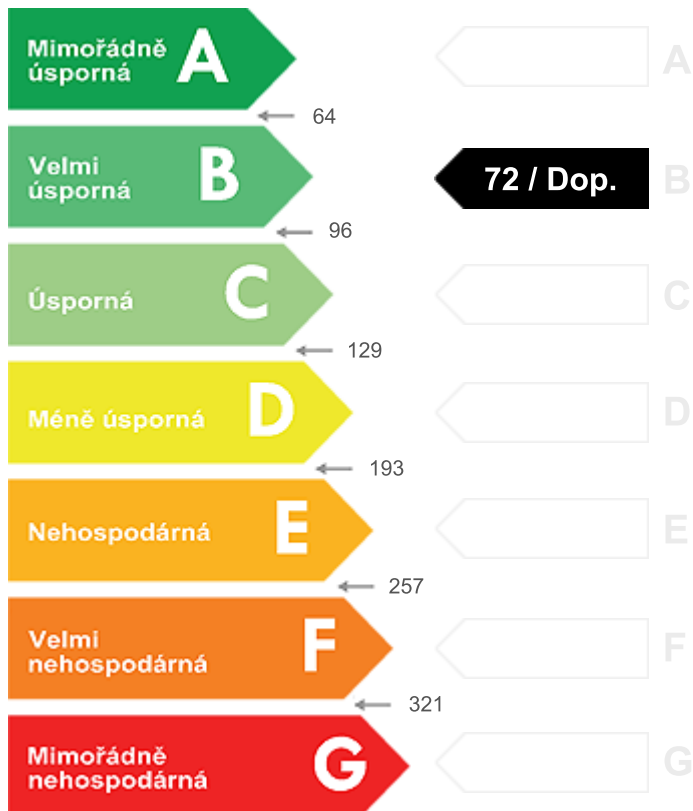 Mimořádně
úsporná
A
A
64
Velmi
úsporná
B
72 / Dop.
B
96
Úsporná
C
C
129
Méně úsporná
D
D
193
Nehospodárná
E
E
257
Velmi
nehospodárná
F
F
321
Mimořádně
nehospodárná
G
G